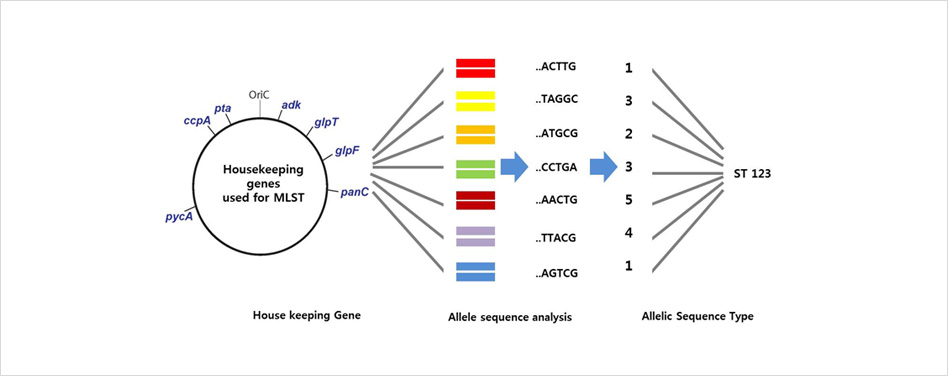 OriC
pta
adk
ccpA
glpT
glpF
panC
pycA
Housekeeping
genes
used for MLST
..ACTTG
1
..TAGGC
3
..ATGCG
2
..CCTGA
3
ST 123
..AACTG
5
..TTACG
4
..AGTCG
1
House keeping Gene
Allele sequence analysis
Allelic Sequence Type